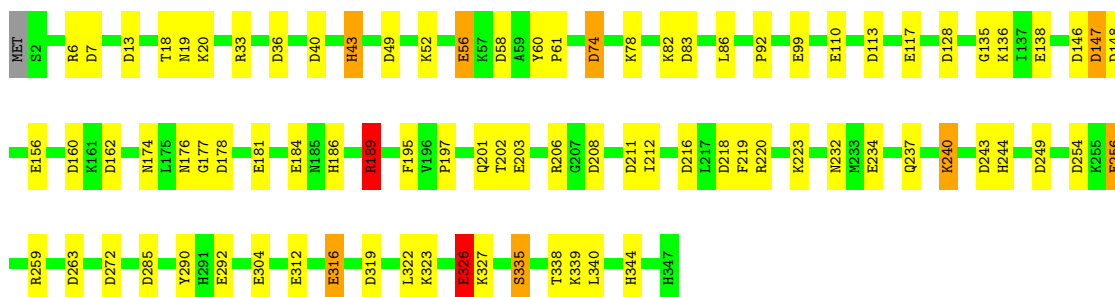 MET S2 R6 D7 D13 T18 N19 K20 R33 D36 D40 H43 D49 K52 E56 K57 D58 A59 Y60 P61 D74 K78 K82 D83 L86 P92 E99 E110 D113 E117 D128 G135 K136 I137 E138 D146 D147 D148
E156 D160 K161 D162 N174 L175 N176 G177 D178 E181 E184 N185 H186 R189 F195 V196 P197 Q201 T202 E203 R206 G207 D208 D211 I212 D216 L217 D218 F219 R220 K223 N232 M233 E234 Q237 K240 D243 H244 D249 D254 K255 E256
R259 D263 D272 D285 Y290 H291 E292 E304 E312 E316 D319 L322 K323 E326 K327 S335 T338 K339 L340 H344 H347